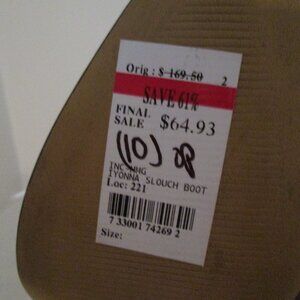 Orig : $ 169.50 2
SAVE 61%
FINAL
SALE $64.93
(10)
INC
IYONNA SLOUCH BOOT
Loc: 221
7 33001 74269 2
Size: